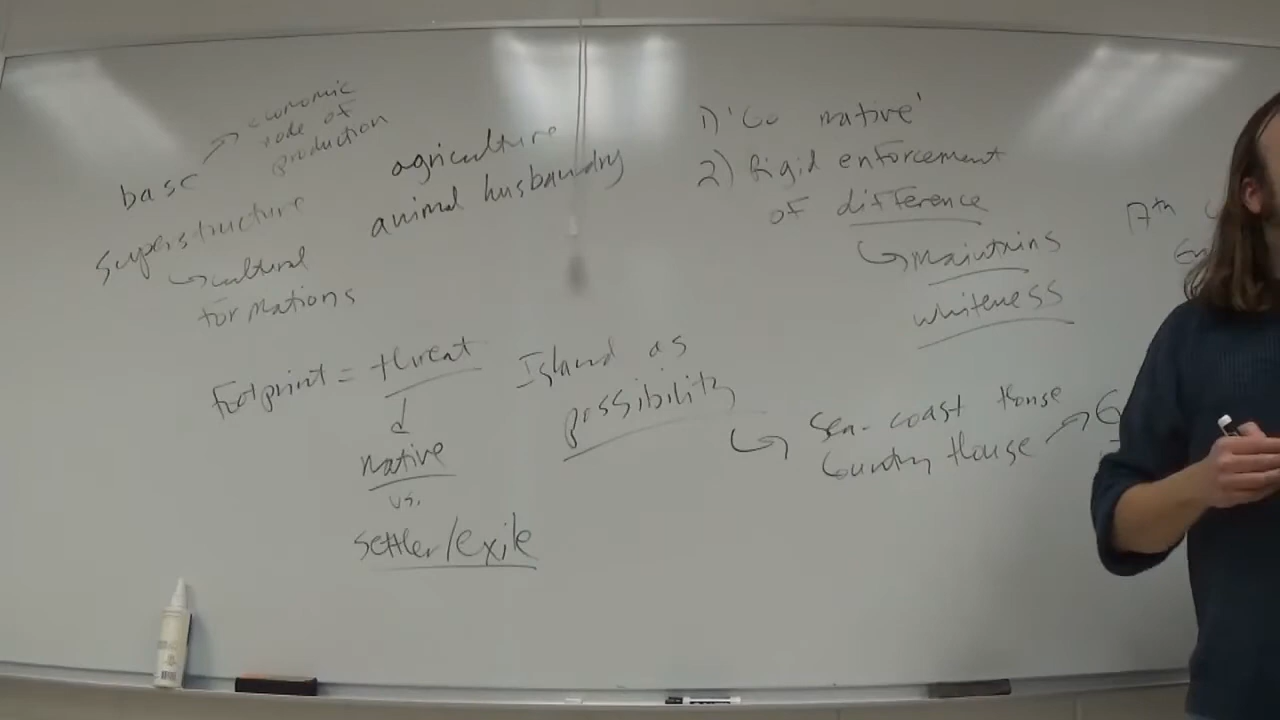 base → economic
mode of
production
superstructure
↳ cultural
formations
agriculture
animal husbandry
1) 'Go native'
2) Rigid enforcement
of difference
↳ maintains
whiteness
17th
Footprint = threat
↓
native
vs.
settler/exile
Island as
possibility
↳ Sea-coast House
Country House →